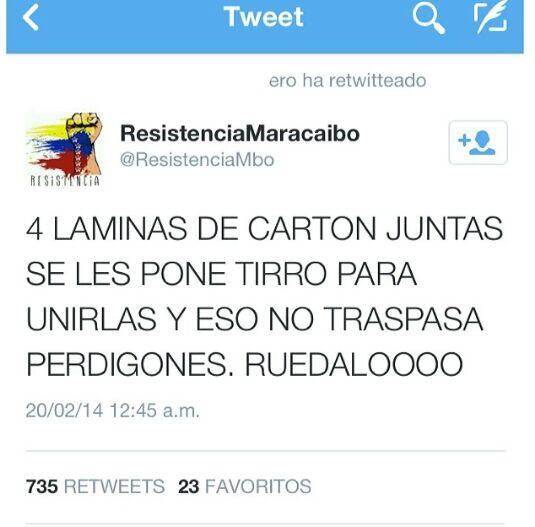 Tweet
ero ha retwitteado
ResistenciaMaracaibo
@ResistenciaMbo
RESISTENCIA
4 LAMINAS DE CARTON JUNTAS
SE LES PONE TIRRO PARA
UNIRLAS Y ESO NO TRASPASA
PERDIGONES. RUEDALOOOO
20/02/14 12:45 a.m.
735 RETWEETS 23 FAVORITOS